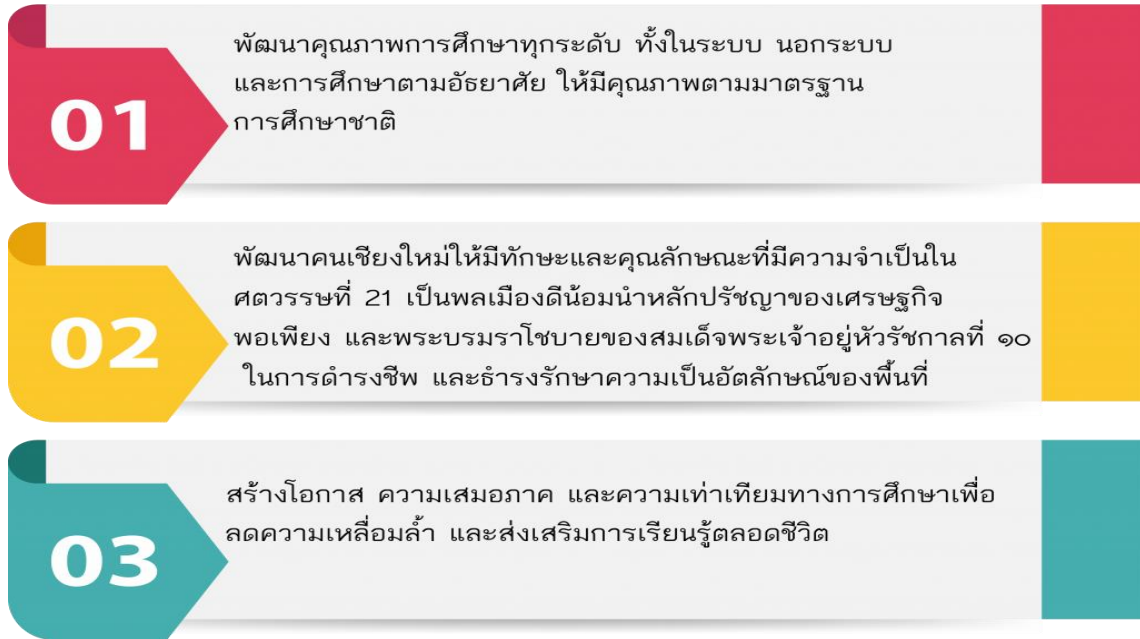 01
พัฒนาคุณภาพการศึกษาทุกระดับ ทั้งในระบบ นอกระบบ
และการศึกษาตามอัธยาศัย ให้มีคุณภาพตามมาตรฐาน
การศึกษาชาติ
02
พัฒนาคนเชียงใหม่ให้มีทักษะและคุณลักษณะที่มีความจำเป็นใน
ศตวรรษที่ 21 เป็นพลเมืองดีน้อมนำหลักปรัชญาของเศรษฐกิจ
พอเพียง และพระบรมราโชบายของสมเด็จพระเจ้าอยู่หัวรัชกาลที่ ๑๐
ในการดำรงชีพ และธำรงรักษาความเป็นอัตลักษณ์ของพื้นที่
03
สร้างโอกาส ความเสมอภาค และความเท่าเทียมทางการศึกษาเพื่อ
ลดความเหลื่อมล้ำ และส่งเสริมการเรียนรู้ตลอดชีวิต